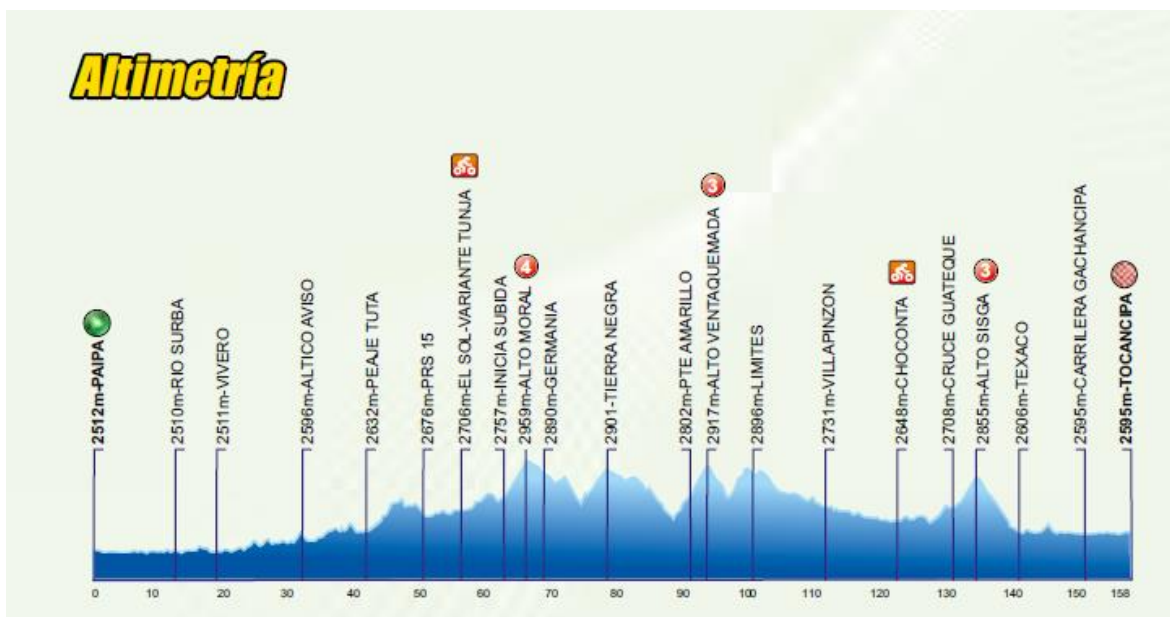 Altimetría
2512m-PAIPA
2510m-RIO SURBA
2511m-VIVERO
2596m-ALTICO AVISO
2632m-PEAJE TUTA
2676m-PRS 15
2706m-EL SOL-VARIANTE TUNJA
2757m-INICIA SUBIDA
4
2959m-ALTO MORAL
2890m-GERMANIA
2901-TIERRA NEGRA
2802m-PTE AMARILLO
3
2917m-ALTO VENTAQUEMADA
2896m-LIMITES
2731m-VILLAPINZON
2648m-CHOCONTA
2708m-CRUCE GUATEQUE
3
2855m-ALTO SISGA
2606m-TEXACO
2595m-CARRILERA GACHANCIPA
2595m-TOCANCIPA
0 10 20 30 40 50 60 70 80 90 100 110 120 130 140 150 158